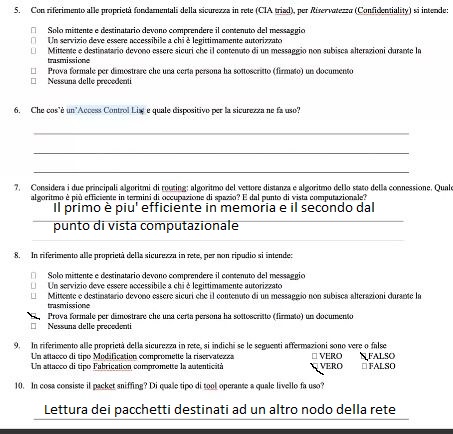 5. Con riferimento alle proprietà fondamentali della sicurezza in rete (CIA triad), per Riservatezza (Confidentiality) si intende:
□ Solo mittente e destinatario devono comprendere il contenuto del messaggio
□ Un servizio deve essere accessibile a chi è legittimamente autorizzato
□ Mittente e destinatario devono essere sicuri che il contenuto di un messaggio non subisca alterazioni durante la
trasmissione
□ Prova formale per dimostrare che una certa persona ha sottoscritto (firmato) un documento
□ Nessuna delle precedenti
6. Che cos'è un'Access Control List e quale dispositivo per la sicurezza ne fa uso?
7. Considera i due principali algoritmi di routing: algoritmo del vettore distanza e algoritmo dello stato della connessione. Quale
algoritmo è più efficiente in termini di occupazione di spazio? E dal punto di vista computazionale?
Il primo è piu' efficiente in memoria e il secondo dal
punto di vista computazionale
8. In riferimento alle proprietà della sicurezza in rete, per non ripudio si intende:
□ Solo mittente e destinatario devono comprendere il contenuto del messaggio
□ Un servizio deve essere accessibile a chi è legittimamente autorizzato
□ Mittente e destinatario devono essere sicuri che il contenuto di un messaggio non subisca alterazioni durante la
trasmissione
Prova formale per dimostrare che una certa persona ha sottoscritto (firmato) un documento
□ Nessuna delle precedenti
9. In riferimento alle proprietà della sicurezza in rete, si indichi se le seguenti affermazioni sono vere o false
Un attacco di tipo Modification compromette la riservatezza □ VERO □ FALSO
Un attacco di tipo Fabrication compromette la autenticità □ VERO □ FALSO
10. In cosa consiste il packet sniffing? Di quale tipo di tool operante a quale livello fa uso?
Lettura dei pacchetti destinati ad un altro nodo della rete